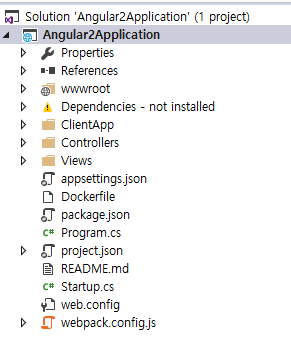 Solution 'Angular2Application' (1 project)
Angular2Application
Properties
References
wwwroot
Dependencies - not installed
ClientApp
Controllers
Views
appsettings.json
Dockerfile
package.json
C# Program.cs
project.json
README.md
C# Startup.cs
web.config
webpack.config.js